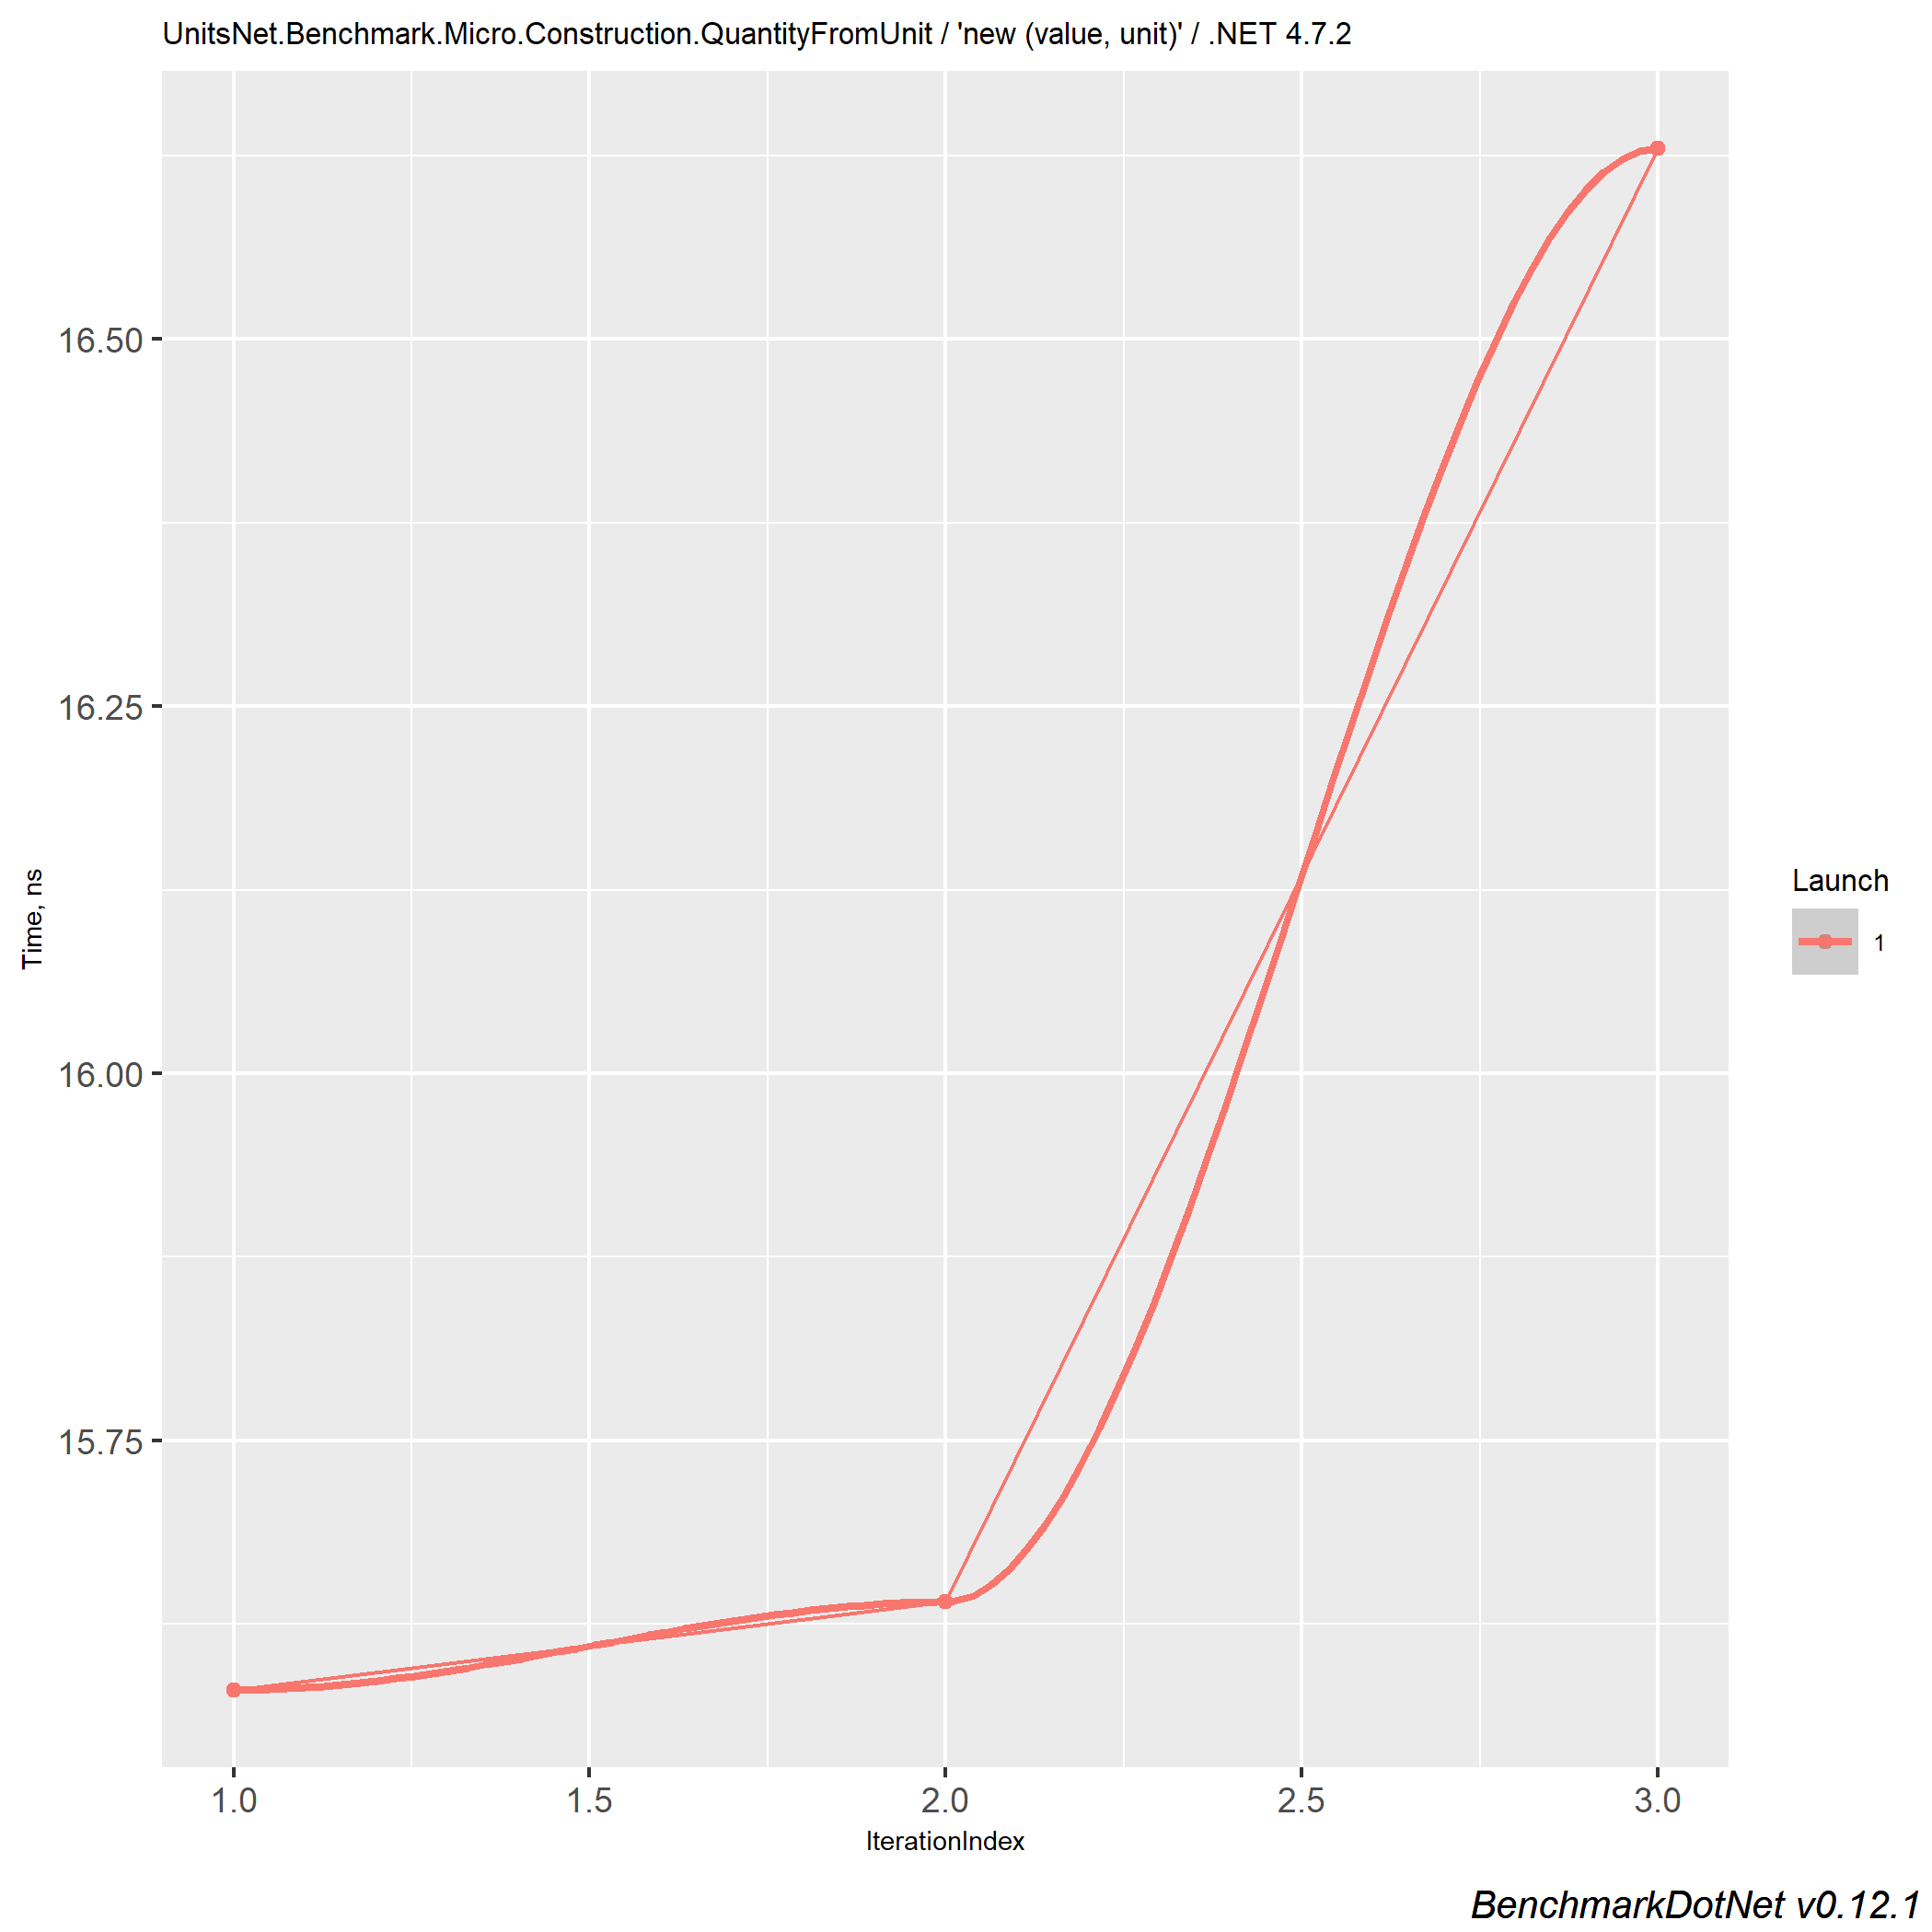 UnitsNet.Benchmark.Micro.Construction.QuantityFromUnit / 'new (value, unit)' / .NET 4.7.2
16.50
16.25
16.00
15.75
Time, ns
1.0
1.5
2.0
2.5
3.0
IterationIndex
Launch
1
BenchmarkDotNet v0.12.1